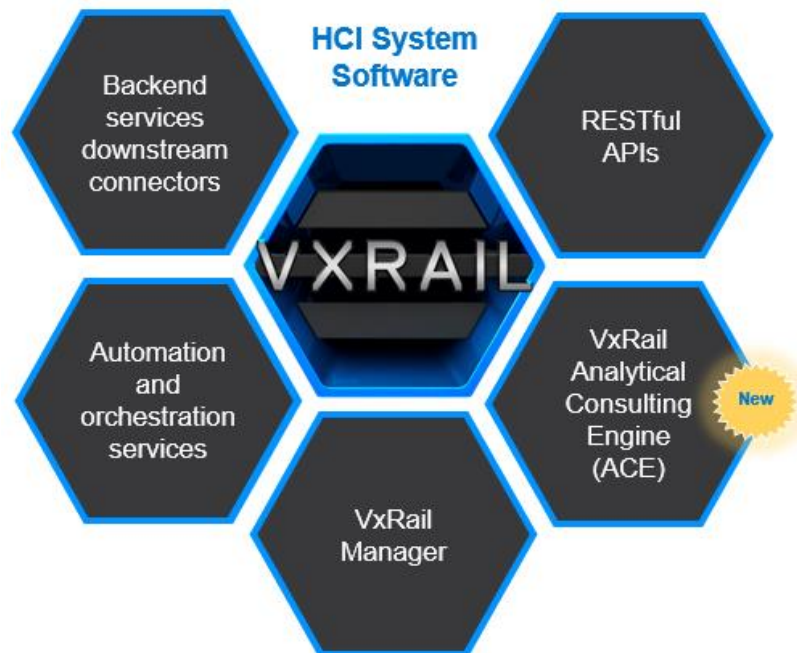 HCI System
Software
Backend
services
downstream
connectors
RESTful
APIs
VXRAIL
Automation
and
orchestration
services
VxRail
Analytical
Consulting
Engine
(ACE)
New
VxRail
Manager